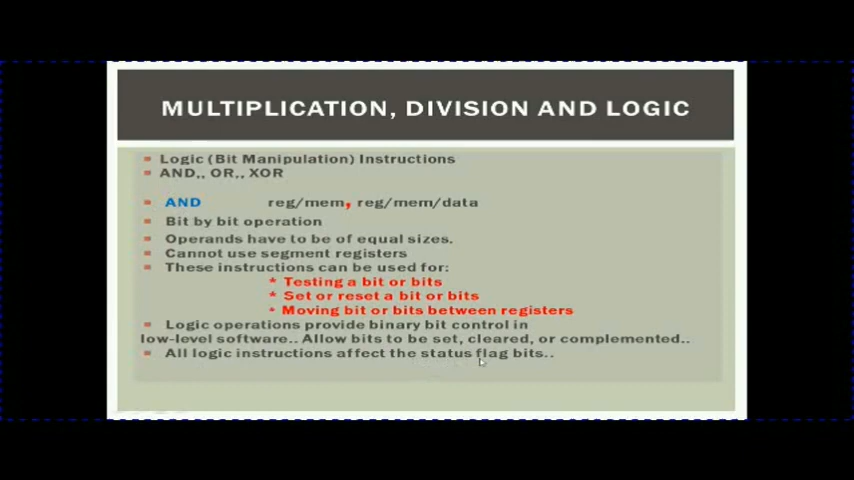 MULTIPLICATION, DIVISION AND LOGIC
Logic (Bit Manipulation) Instructions
AND,, OR,, XOR
AND reg/mem, reg/mem/data
Bit by bit operation
Operands have to be of equal sizes.
Cannot use segment registers
These instructions can be used for:
* Testing a bit or bits
* Set or reset a bit or bits
* Moving bit or bits between registers
Logic operations provide binary bit control in
low-level software.. Allow bits to be set, cleared, or complemented..
All logic instructions affect the status flag bits..